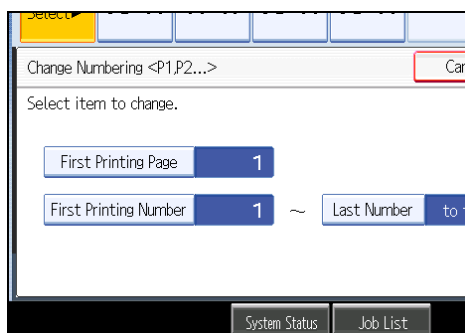 Select►
Change Numbering <P1,P2...>
Select item to change.
First Printing Page 1
First Printing Number 1 ～ Last Number to
System Status Job List